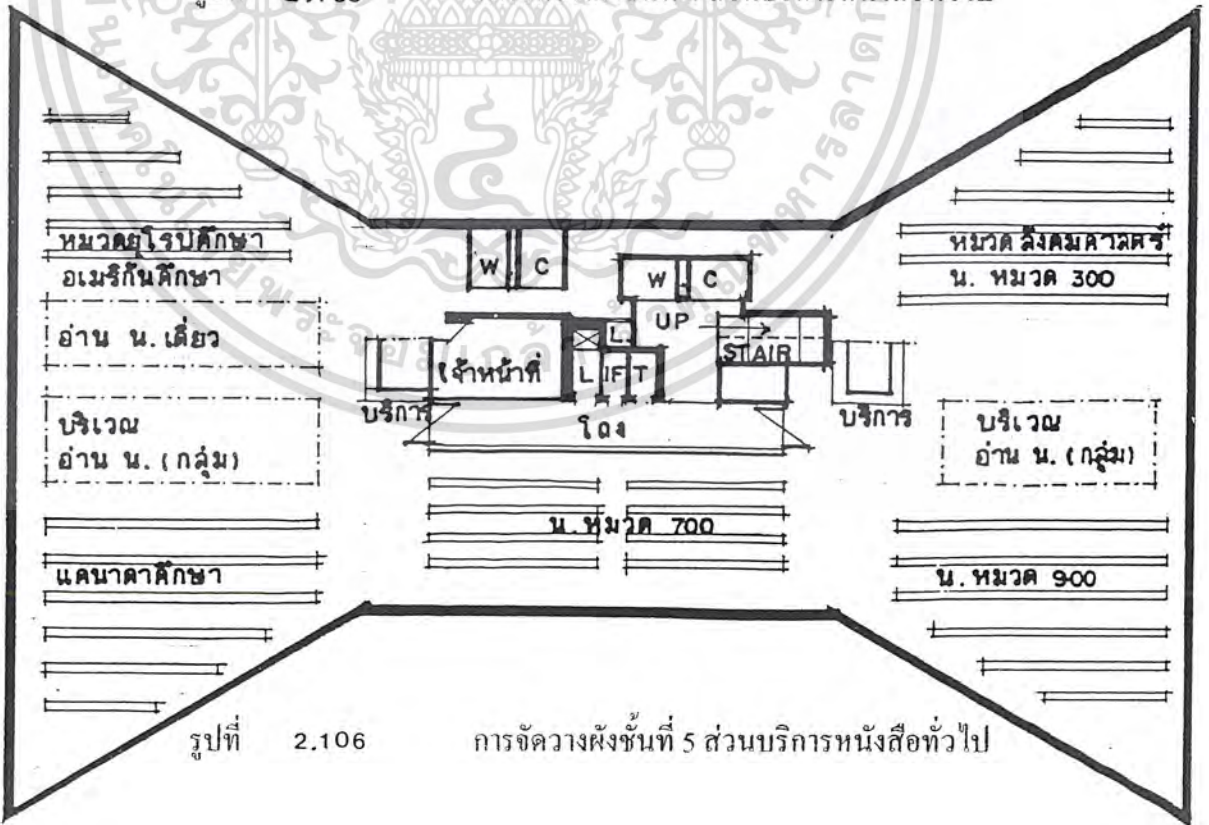 หมวดยุโรปศึกษา
อเมริกันศึกษา
อ่าน น. เดี่ยว
บริเวณ
อ่าน น. (กลุ่ม)
แคนาดาศึกษา
W C
W C
UP
STAIR
L
L IF T
เจ้าหน้าที่
บริการ
โถง
บริการ
น. หมวด 700
หมวด สังคมศาสตร์
น. หมวด 300
บริเวณ
อ่าน น. (กลุ่ม)
น. หมวด 900
รูปที่ 2.106 การจัดวางผังชั้นที่ 5 ส่วนบริการหนังสือทั่วไป